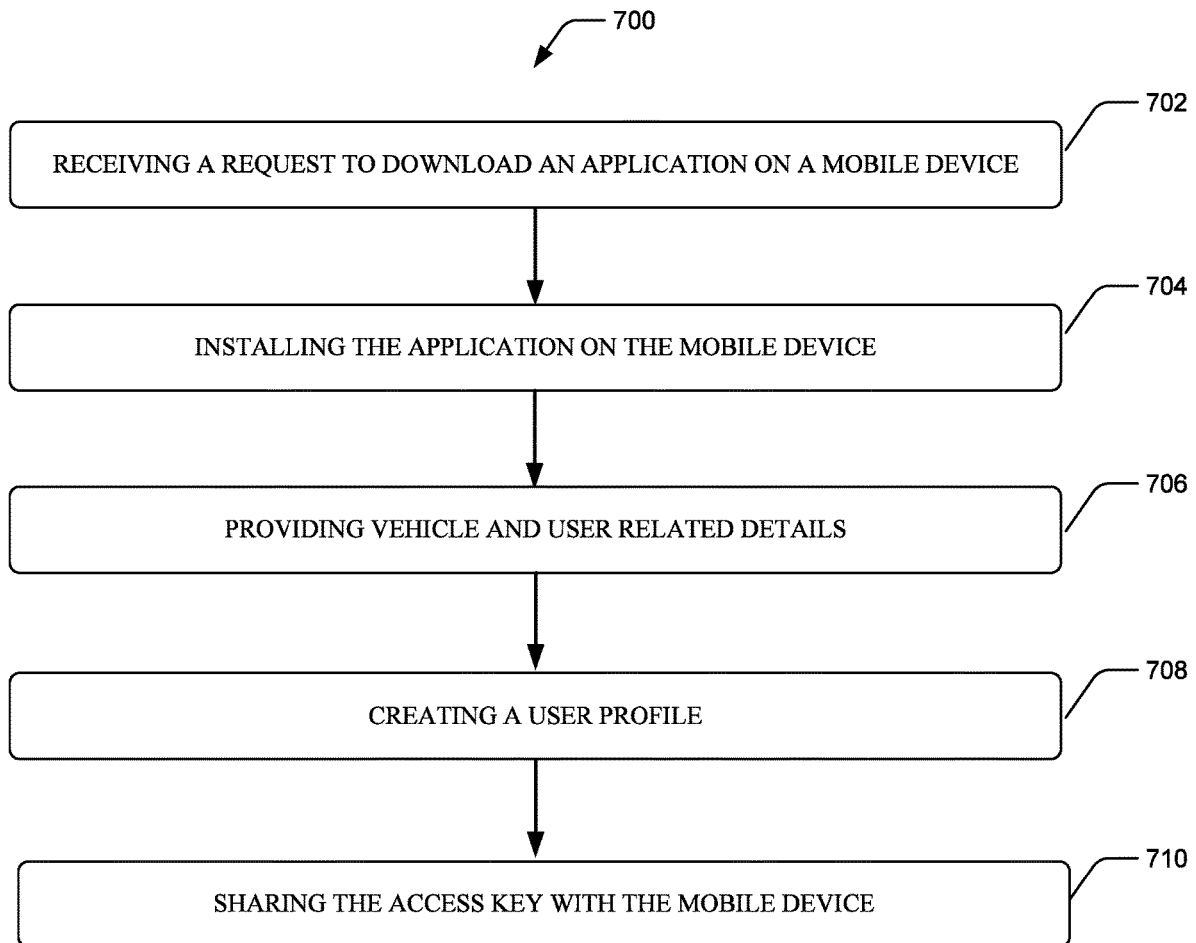 700
702
RECEIVING A REQUEST TO DOWNLOAD AN APPLICATION ON A MOBILE DEVICE
704
INSTALLING THE APPLICATION ON THE MOBILE DEVICE
706
PROVIDING VEHICLE AND USER RELATED DETAILS
708
CREATING A USER PROFILE
710
SHARING THE ACCESS KEY WITH THE MOBILE DEVICE